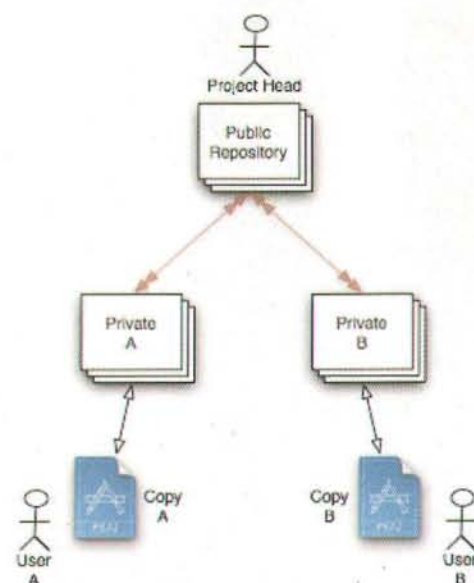 Project Head
Public
Repository
Private
A
Private
B
Copy
A
Copy
B
User
A
User
B